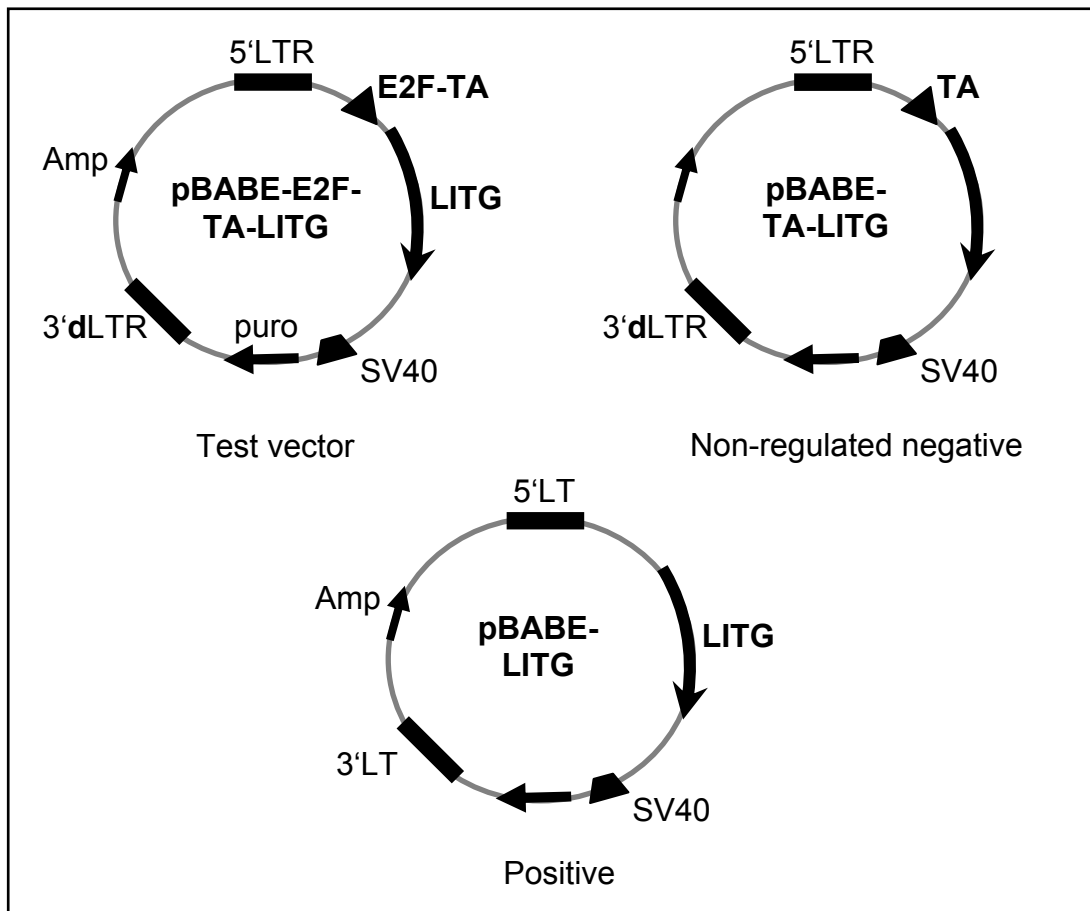 5‘LTR
E2F-TA
Amp
pBABE-E2F-
TA-LITG
LITG
3‘dLTR
puro
SV40
Test vector
5‘LTR
TA
pBABE-
TA-LITG
3‘dLTR
SV40
Non-regulated negative
5‘LT
Amp
pBABE-
LITG
LITG
3‘LT
SV40
Positive